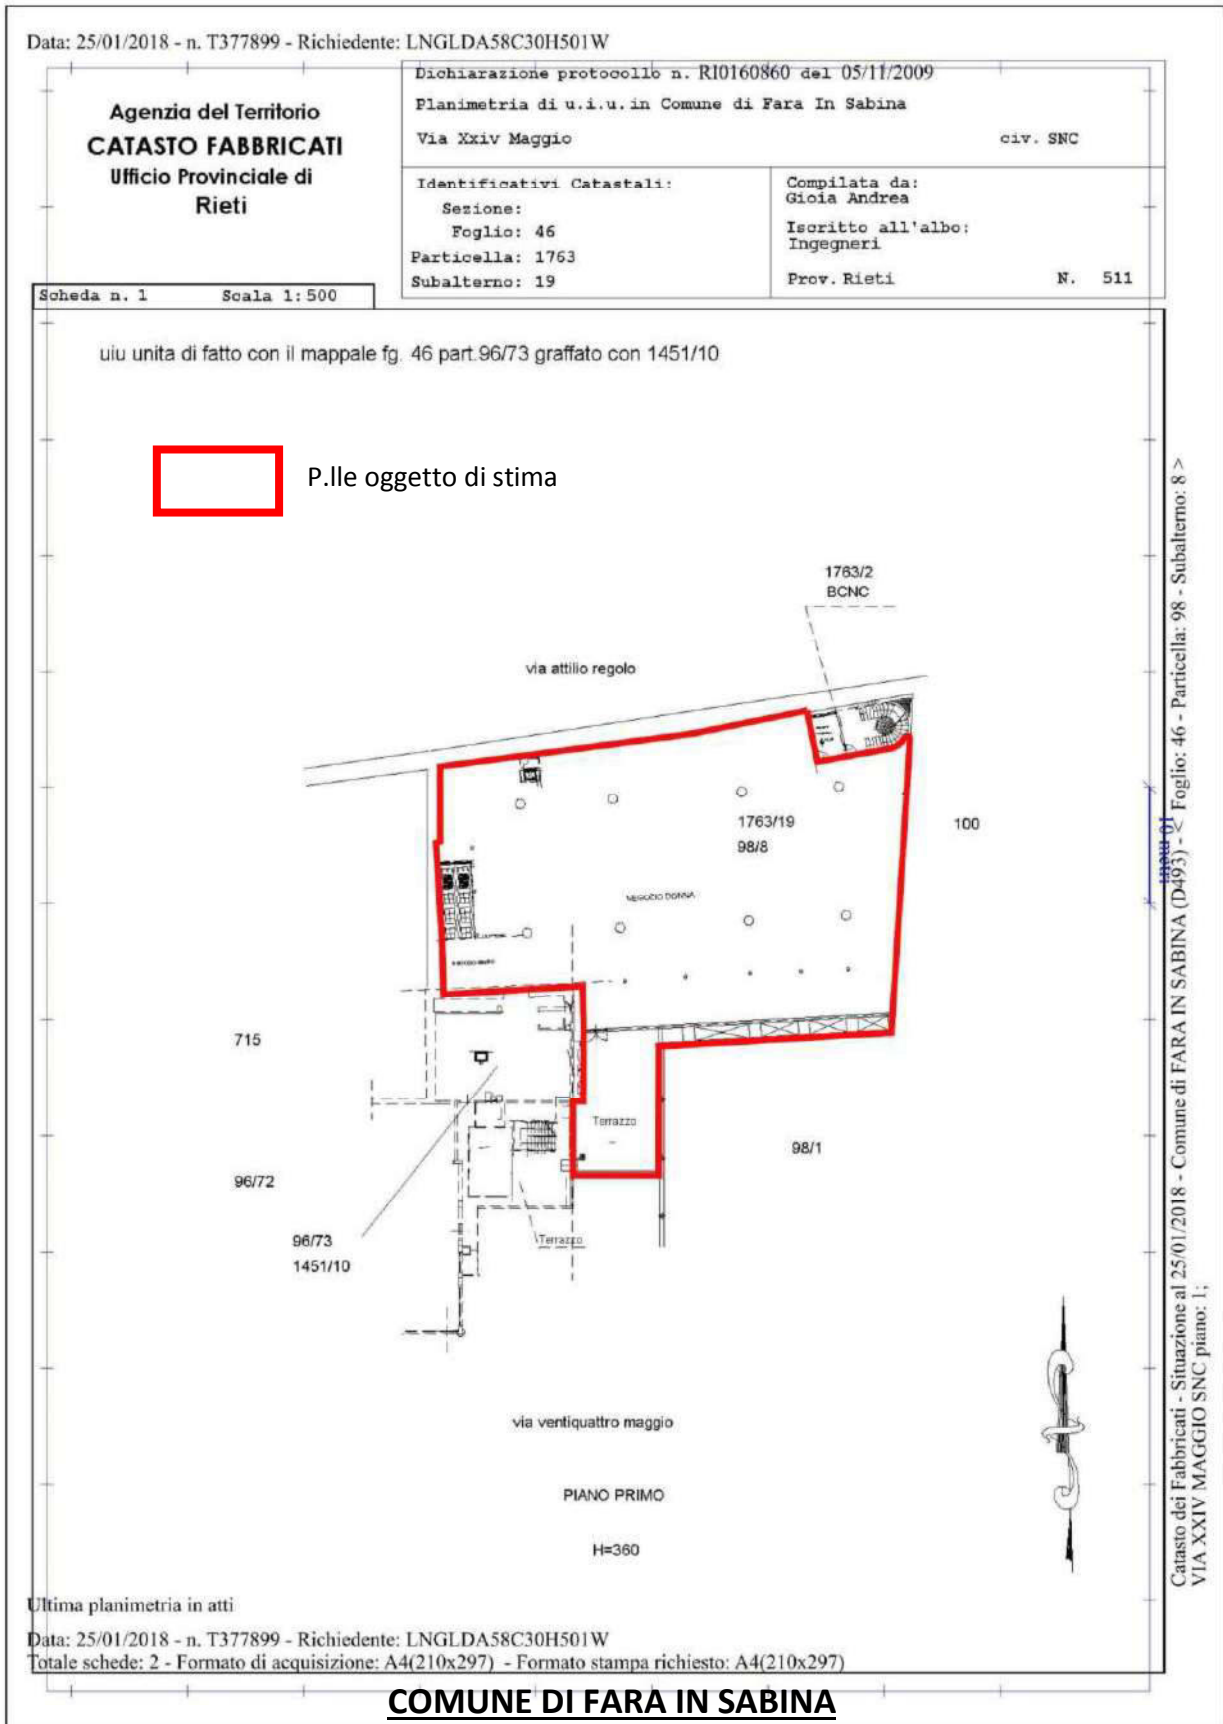 Data: 25/01/2018 - n. T377899 - Richiedente: LNGLDA58C30H501W
Agenzia del Territorio
CATASTO FABBRICATI
Ufficio Provinciale di
Rieti
Dichiarazione protocollo n. RI0160860 del 05/11/2009
Planimetria di u.i.u. in Comune di Fara In Sabina
Via Xxiv Maggio civ. SNC
Identificativi Catastali:
Sezione:
Foglio: 46
Particella: 1763
Subalterno: 19
Compilata da:
Gioia Andrea
Iscritto all'albo:
Ingegneri
Prov. Rieti N. 511
Scheda n. 1 Scala 1:500
uiu unita di fatto con il mappale fg. 46 part.96/73 graffato con 1451/10
P.lle oggetto di stima
1763/2
BCNC
via attilio regolo
1763/19
98/8
100
NEGOZIO DONNA
715
Terrazzo
98/1
96/72
96/73
1451/10
Terrazzo
via ventiquattro maggio
PIANO PRIMO
H=360
10 metri
Catasto dei Fabbricati - Situazione al 25/01/2018 - Comune di FARA IN SABINA (D493) - < Foglio: 46 - Particella: 98 - Subalterno: 8 >
VIA XXIV MAGGIO SNC piano: 1;
Ultima planimetria in atti
Data: 25/01/2018 - n. T377899 - Richiedente: LNGLDA58C30H501W
Totale schede: 2 - Formato di acquisizione: A4(210x297) - Formato stampa richiesto: A4(210x297)
COMUNE DI FARA IN SABINA